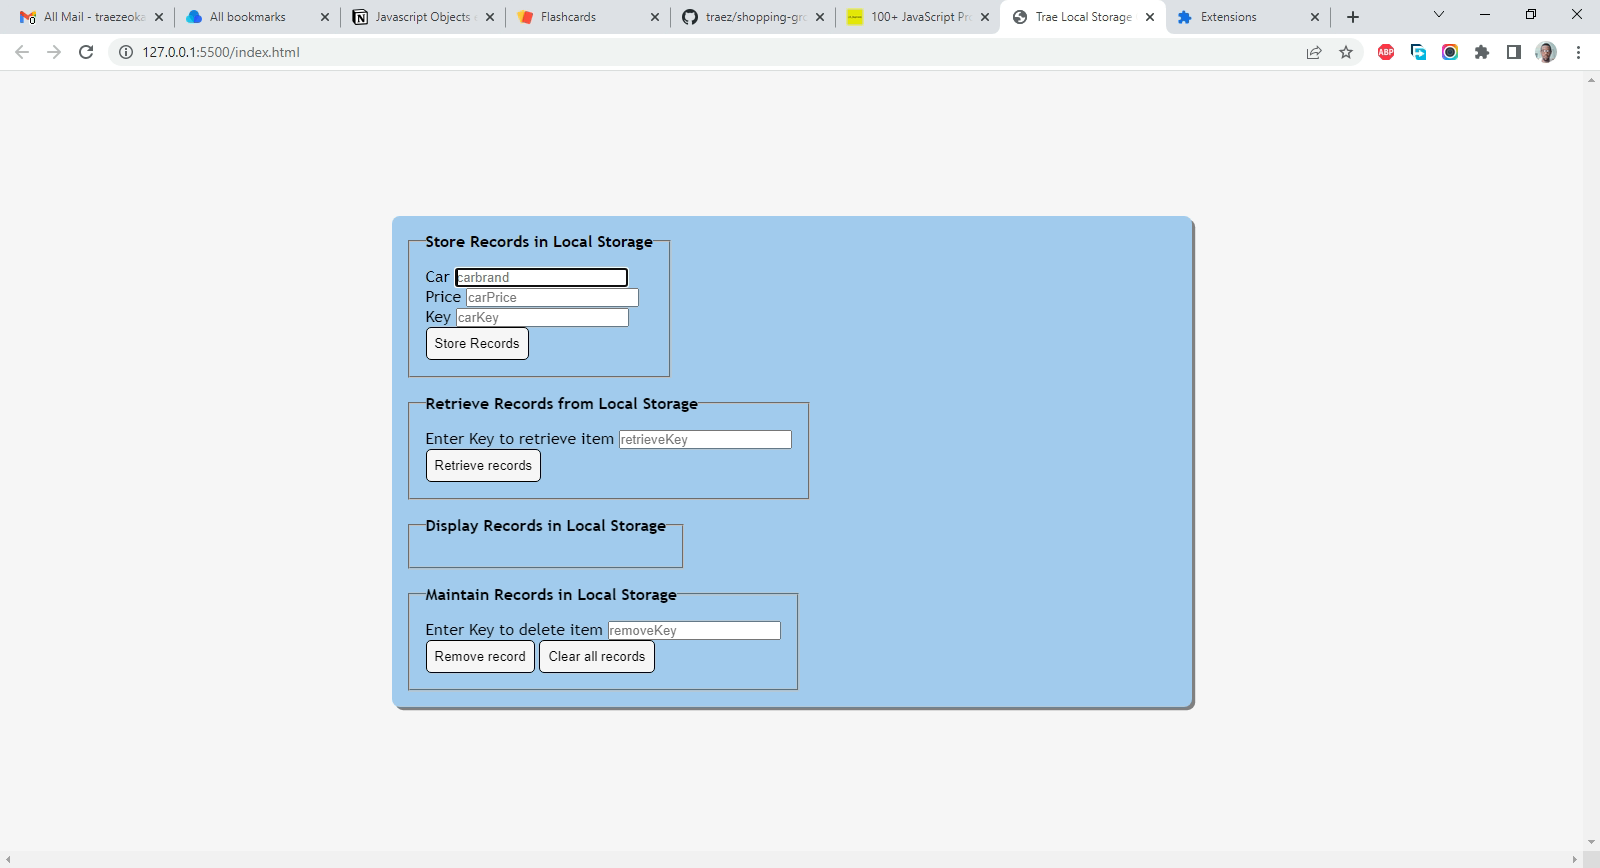 All Mail - traezeoka
All bookmarks
Javascript Objects
Flashcards
traez/shopping-gro
100+ JavaScript Pr
Trae Local Storage
Extensions
127.0.0.1:5500/index.html
ABP
Store Records in Local Storage
Car carbrand
Price carPrice
Key carKey
Store Records
Retrieve Records from Local Storage
Enter Key to retrieve item retrieveKey
Retrieve records
Display Records in Local Storage
Maintain Records in Local Storage
Enter Key to delete item removeKey
Remove record Clear all records